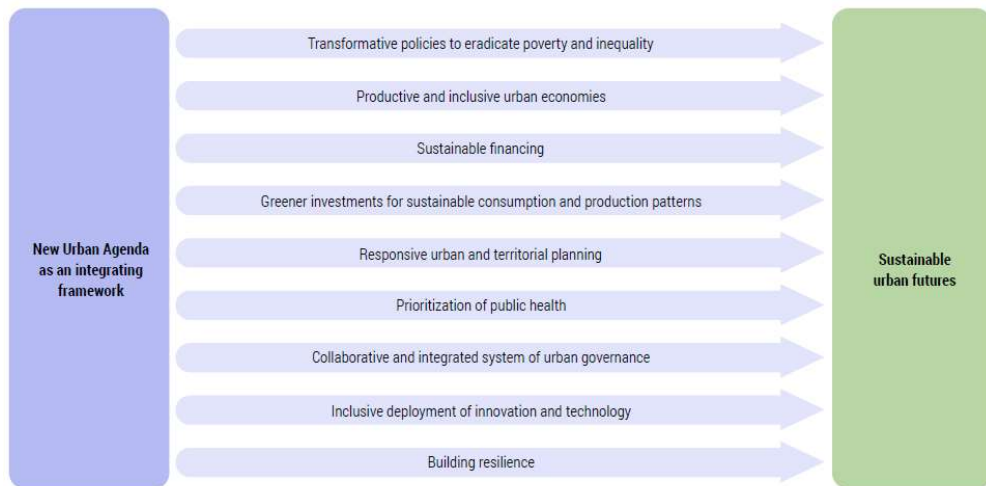 New Urban Agenda
as an integrating
framework
Transformative policies to eradicate poverty and inequality
Productive and inclusive urban economies
Sustainable financing
Greener investments for sustainable consumption and production patterns
Responsive urban and territorial planning
Prioritization of public health
Collaborative and integrated system of urban governance
Inclusive deployment of innovation and technology
Building resilience
Sustainable
urban futures